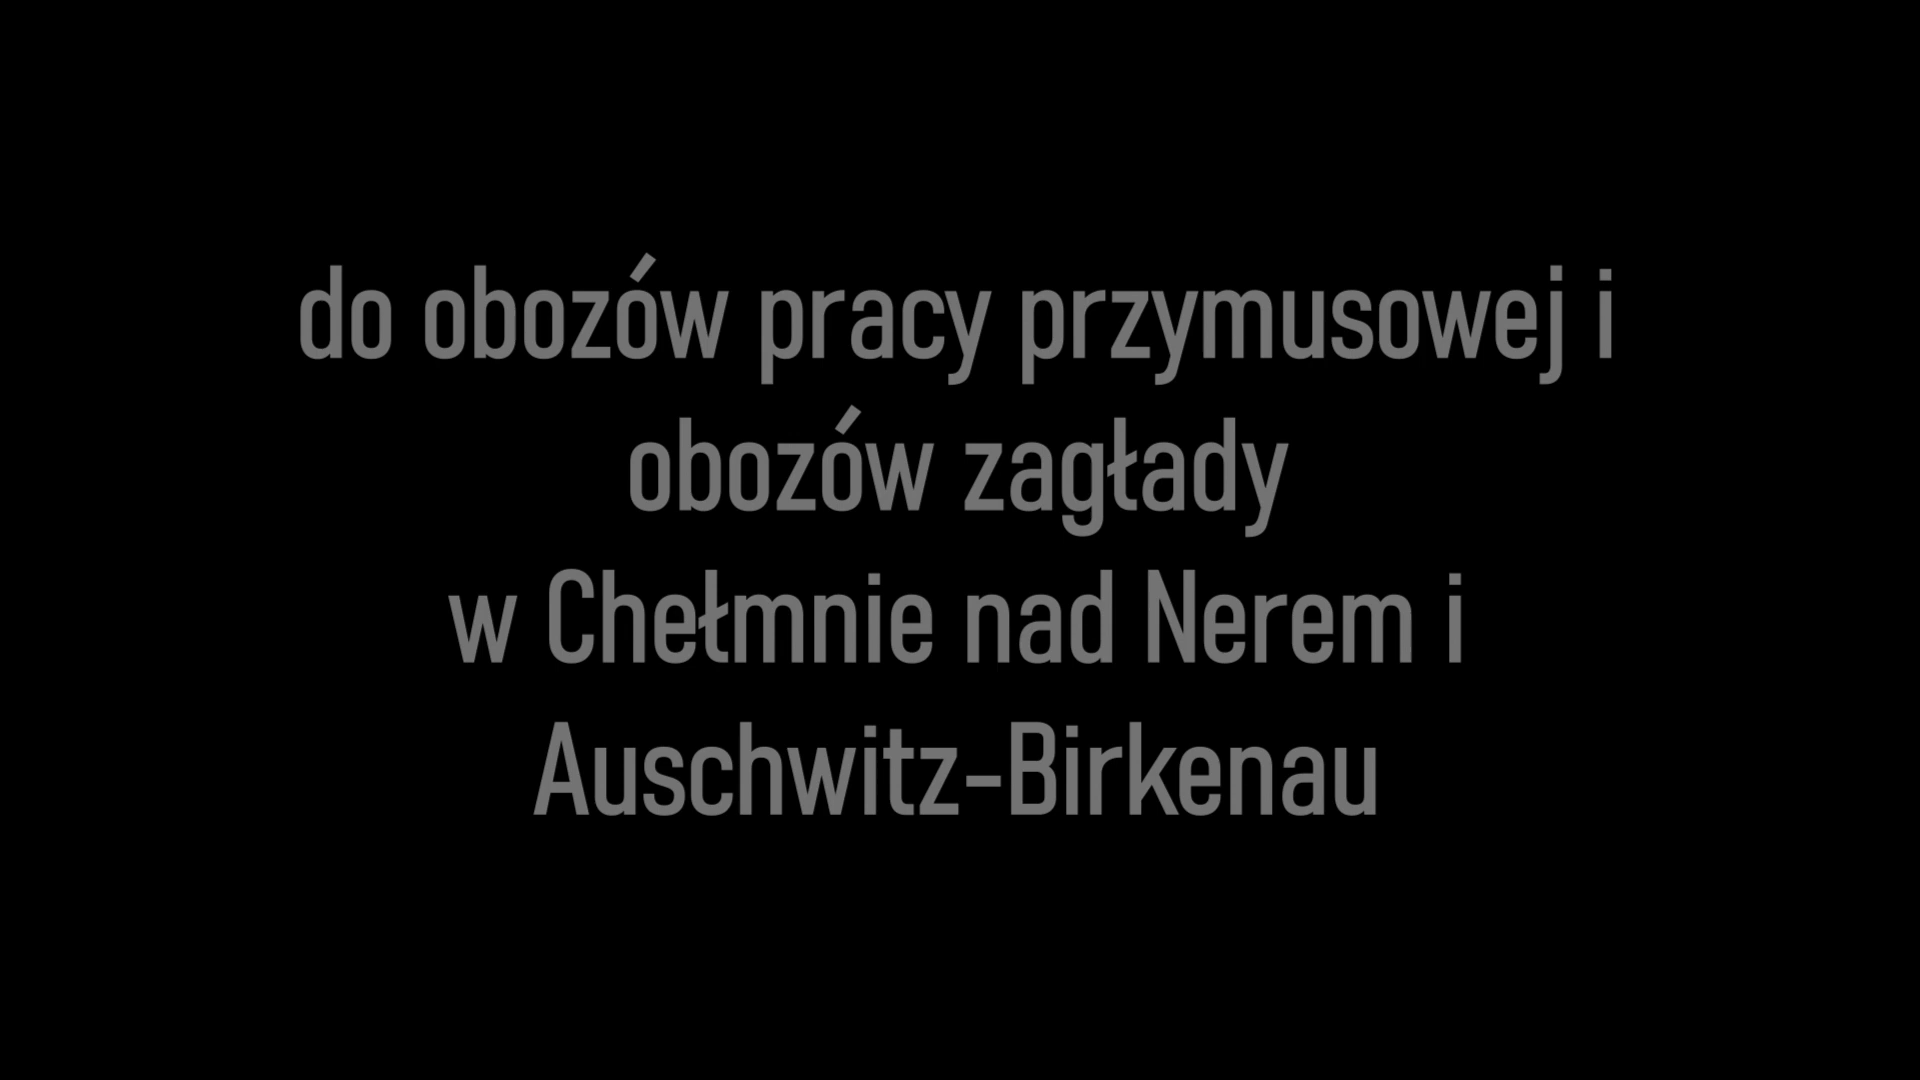 do obozów pracy przymusowej i
obozów zagłady
w Chełmnie nad Nerem i
Auschwitz-Birkenau